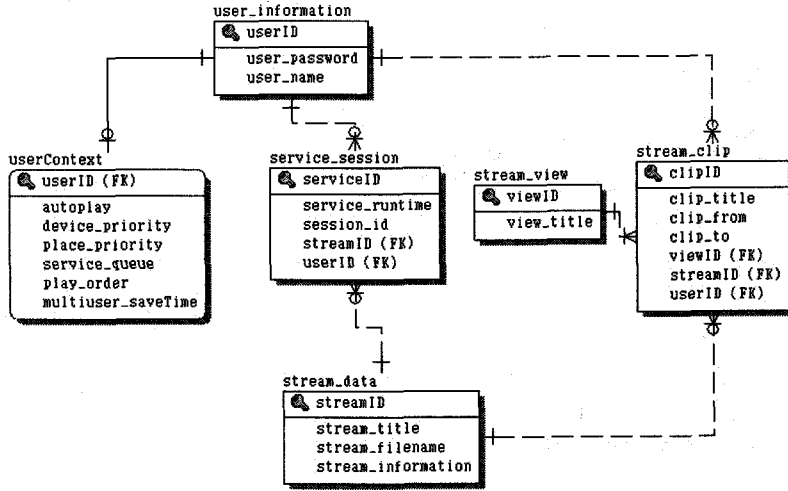 user_information
userID
user_password
user_name
userContext
userID (FK)
autoplay
device_priority
place_priority
service_queue
play_order
multiuser_saveTime
service_session
serviceID
service_runtime
session_id
streamID (FK)
userID (FK)
stream_view
viewID
view_title
stream_clip
clipID
clip_title
clip_from
clip_to
viewID (FK)
streamID (FK)
userID (FK)
stream_data
streamID
stream_title
stream_filename
stream_information